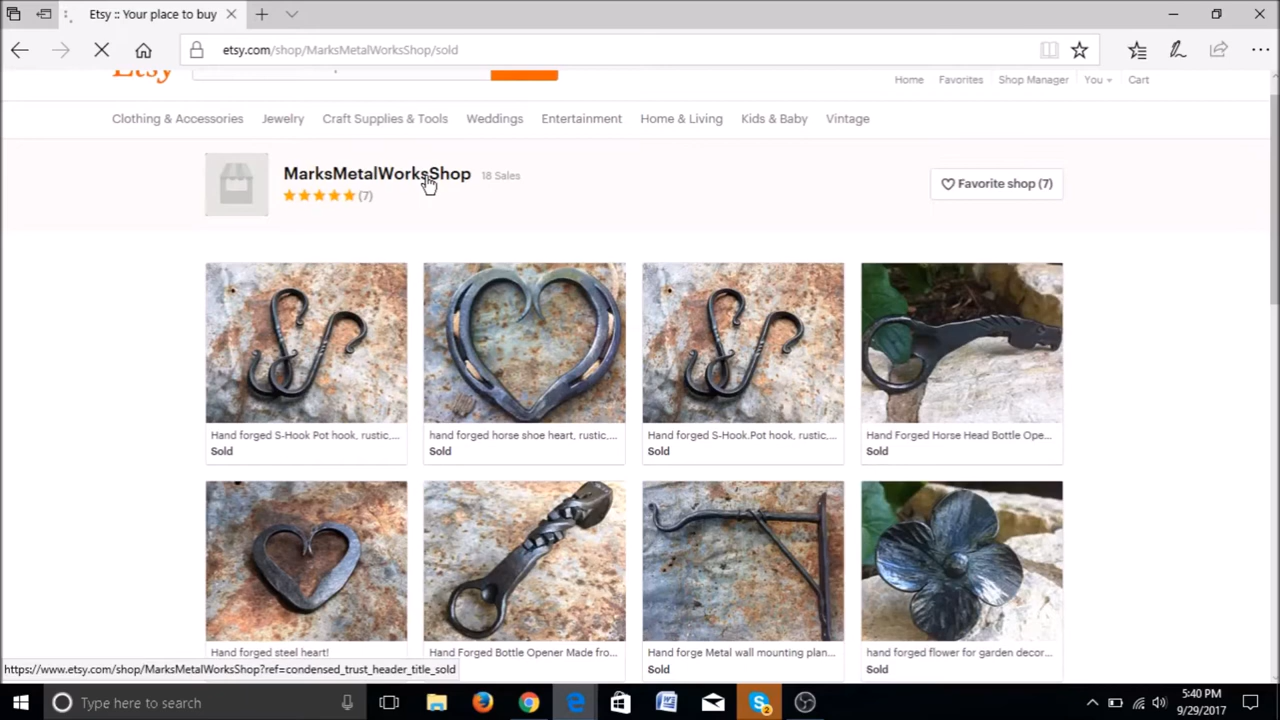 Etsy :: Your place to buy
etsy.com/shop/MarksMetalWorksShop/sold
Etsy
Home Favorites Shop Manager You Cart
Clothing & Accessories Jewelry Craft Supplies & Tools Weddings Entertainment Home & Living Kids & Baby Vintage
MarksMetalWorksShop 18 Sales
(7)
Favorite shop (7)
Hand forged S-Hook Pot hook, rustic,... hand forged horse shoe heart, rustic,... Hand forged S-Hook.Pot hook, rustic,... Hand Forged Horse Head Bottle Ope...
Sold Sold Sold Sold
Hand forged steel heart! Hand Forged Bottle Opener Made fro... Hand forge Metal wall mounting plan... hand forged flower for garden decor...
https://www.etsy.com/shop/MarksMetalWorksShop?ref=condensed_trust_header_title_sold Sold Sold
Type here to search
2
5:40 PM
9/29/2017